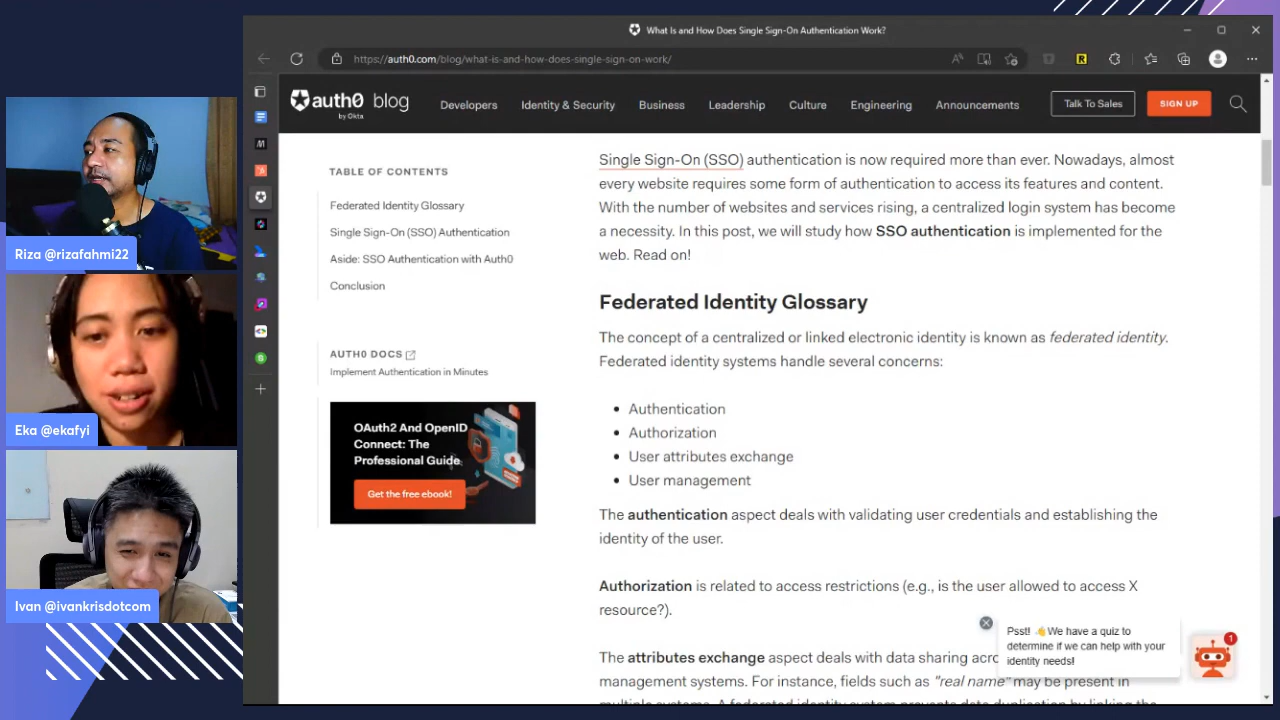 What Is and How Does Single Sign-On Authentication Work?
https://auth0.com/blog/what-is-and-how-does-single-sign-on-work/
auth0 blog
by Okta
Developers
Identity & Security
Business
Leadership
Culture
Engineering
Announcements
Talk To Sales
SIGN UP
TABLE OF CONTENTS
Federated Identity Glossary
Single Sign-On (SSO) Authentication
Aside: SSO Authentication with Auth0
Conclusion
AUTH0 DOCS
Implement Authentication in Minutes
OAuth2 And OpenID
Connect: The
Professional Guide
Get the free ebook!
Single Sign-On (SSO) authentication is now required more than ever. Nowadays, almost
every website requires some form of authentication to access its features and content.
With the number of websites and services rising, a centralized login system has become
a necessity. In this post, we will study how SSO authentication is implemented for the
web. Read on!
Federated Identity Glossary
The concept of a centralized or linked electronic identity is known as federated identity.
Federated identity systems handle several concerns:
Authentication
Authorization
User attributes exchange
User management
The authentication aspect deals with validating user credentials and establishing the
identity of the user.
Authorization is related to access restrictions (e.g., is the user allowed to access X
resource?).
The attributes exchange aspect deals with data sharing
management systems. For instance, fields such as "real name" may be present in
Psst! 👋 We have a quiz to
determine if we can help with your
identity needs!
1
Riza @rizafahmi22
Eka @ekafyi
Ivan @ivankrisdotcom